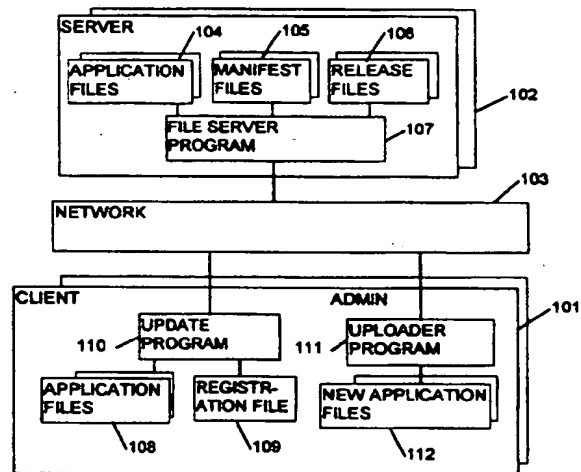 SERVER
104
105
106
APPLICATION
FILES
MANIFEST
FILES
RELEASE
FILES
102
FILE SERVER
PROGRAM
107
103
NETWORK
CLIENT
ADMIN
101
UPDATE
PROGRAM
110
111
UPLOADER
PROGRAM
APPLICATION
FILES
REGISTR-
ATION FILE
NEW APPLICATION
FILES
108
109
112